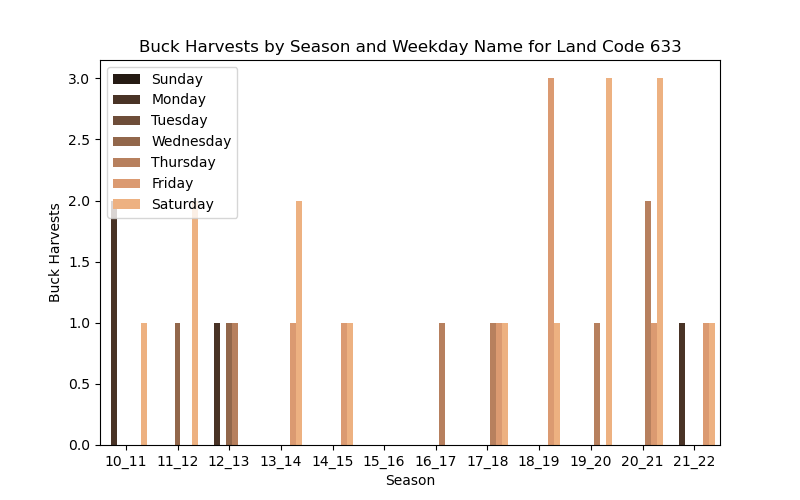 Buck Harvests by Season and Weekday Name for Land Code 633
Sunday
Monday
Tuesday
Wednesday
Thursday
Friday
Saturday
3.0
2.5
2.0
1.5
1.0
0.5
0.0
Buck Harvests
10_11 11_12 12_13 13_14 14_15 15_16 16_17 17_18 18_19 19_20 20_21 21_22
Season